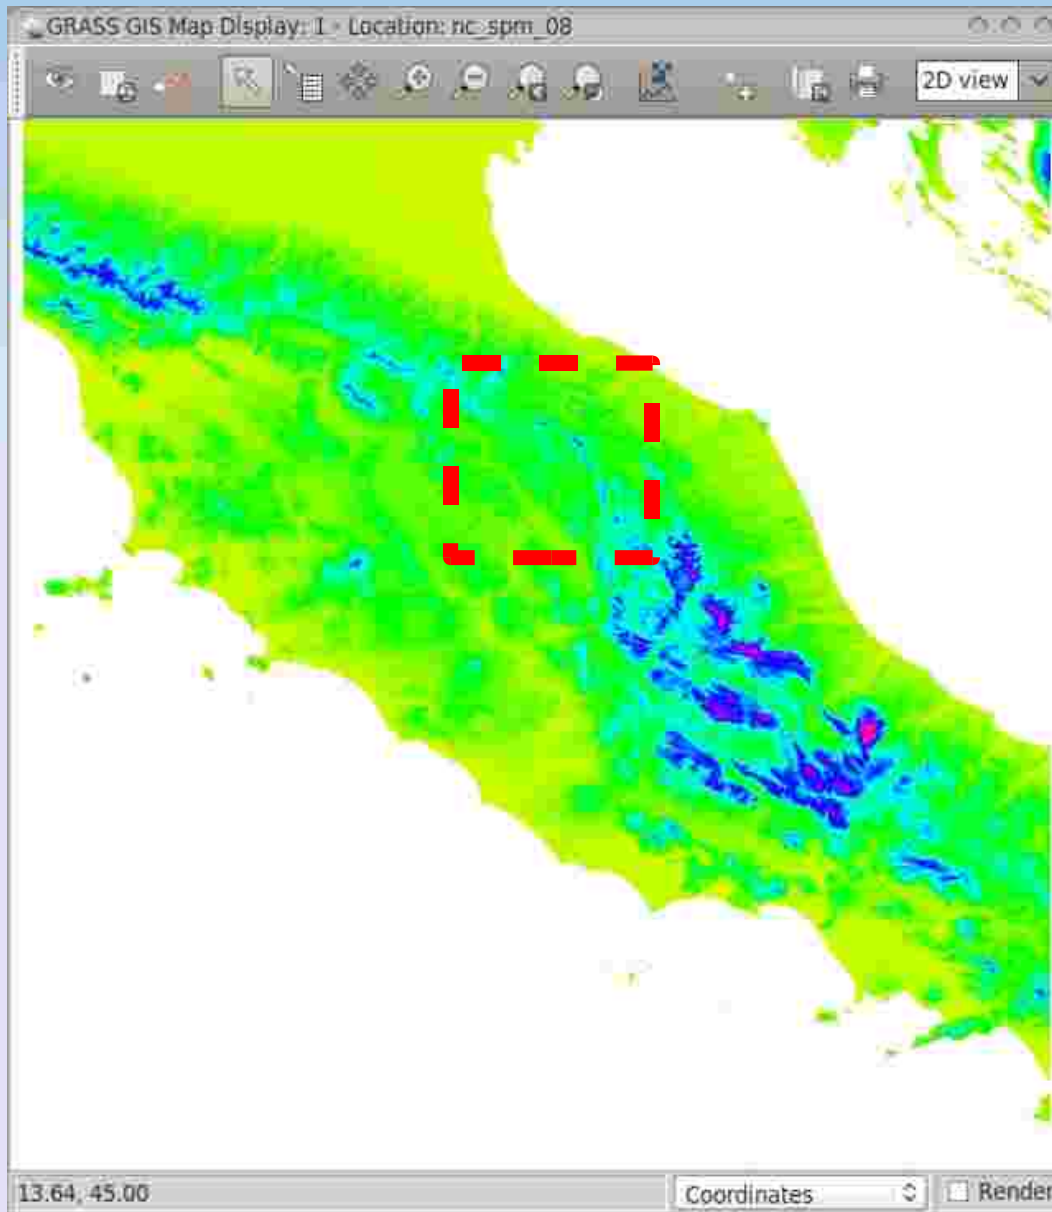 GRASS GIS Map Display: 1 - Location: nc_spm_08
2D view
13.64, 45.00
Coordinates
Render